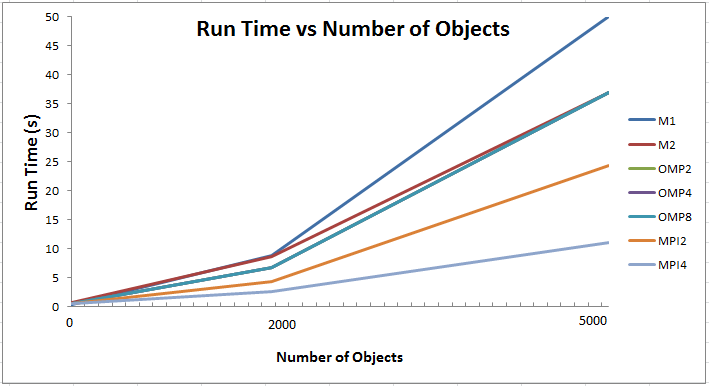 Run Time vs Number of Objects
Run Time (s)
50
45
40
35
30
25
20
15
10
5
0
0
2000
5000
Number of Objects
M1
M2
OMP2
OMP4
OMP8
MPI2
MPI4